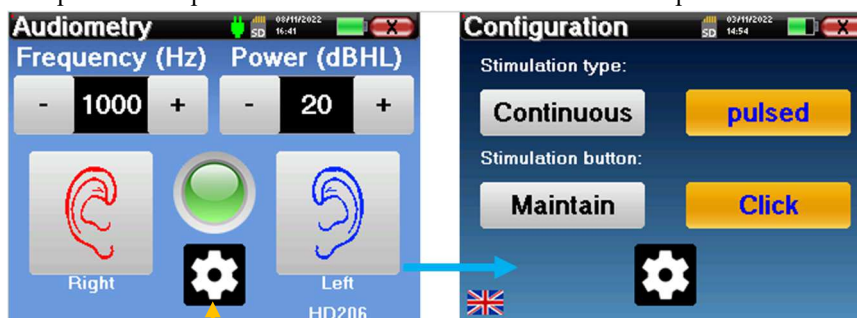 Audiometry
SD
08/11/2022
16:41
X
Frequency (Hz)
Power (dBHL)
- 1000 +
- 20 +
Right
Left
HD206
Configuration
SD
03/11/2022
14:54
X
Stimulation type:
Continuous
pulsed
Stimulation button:
Maintain
Click